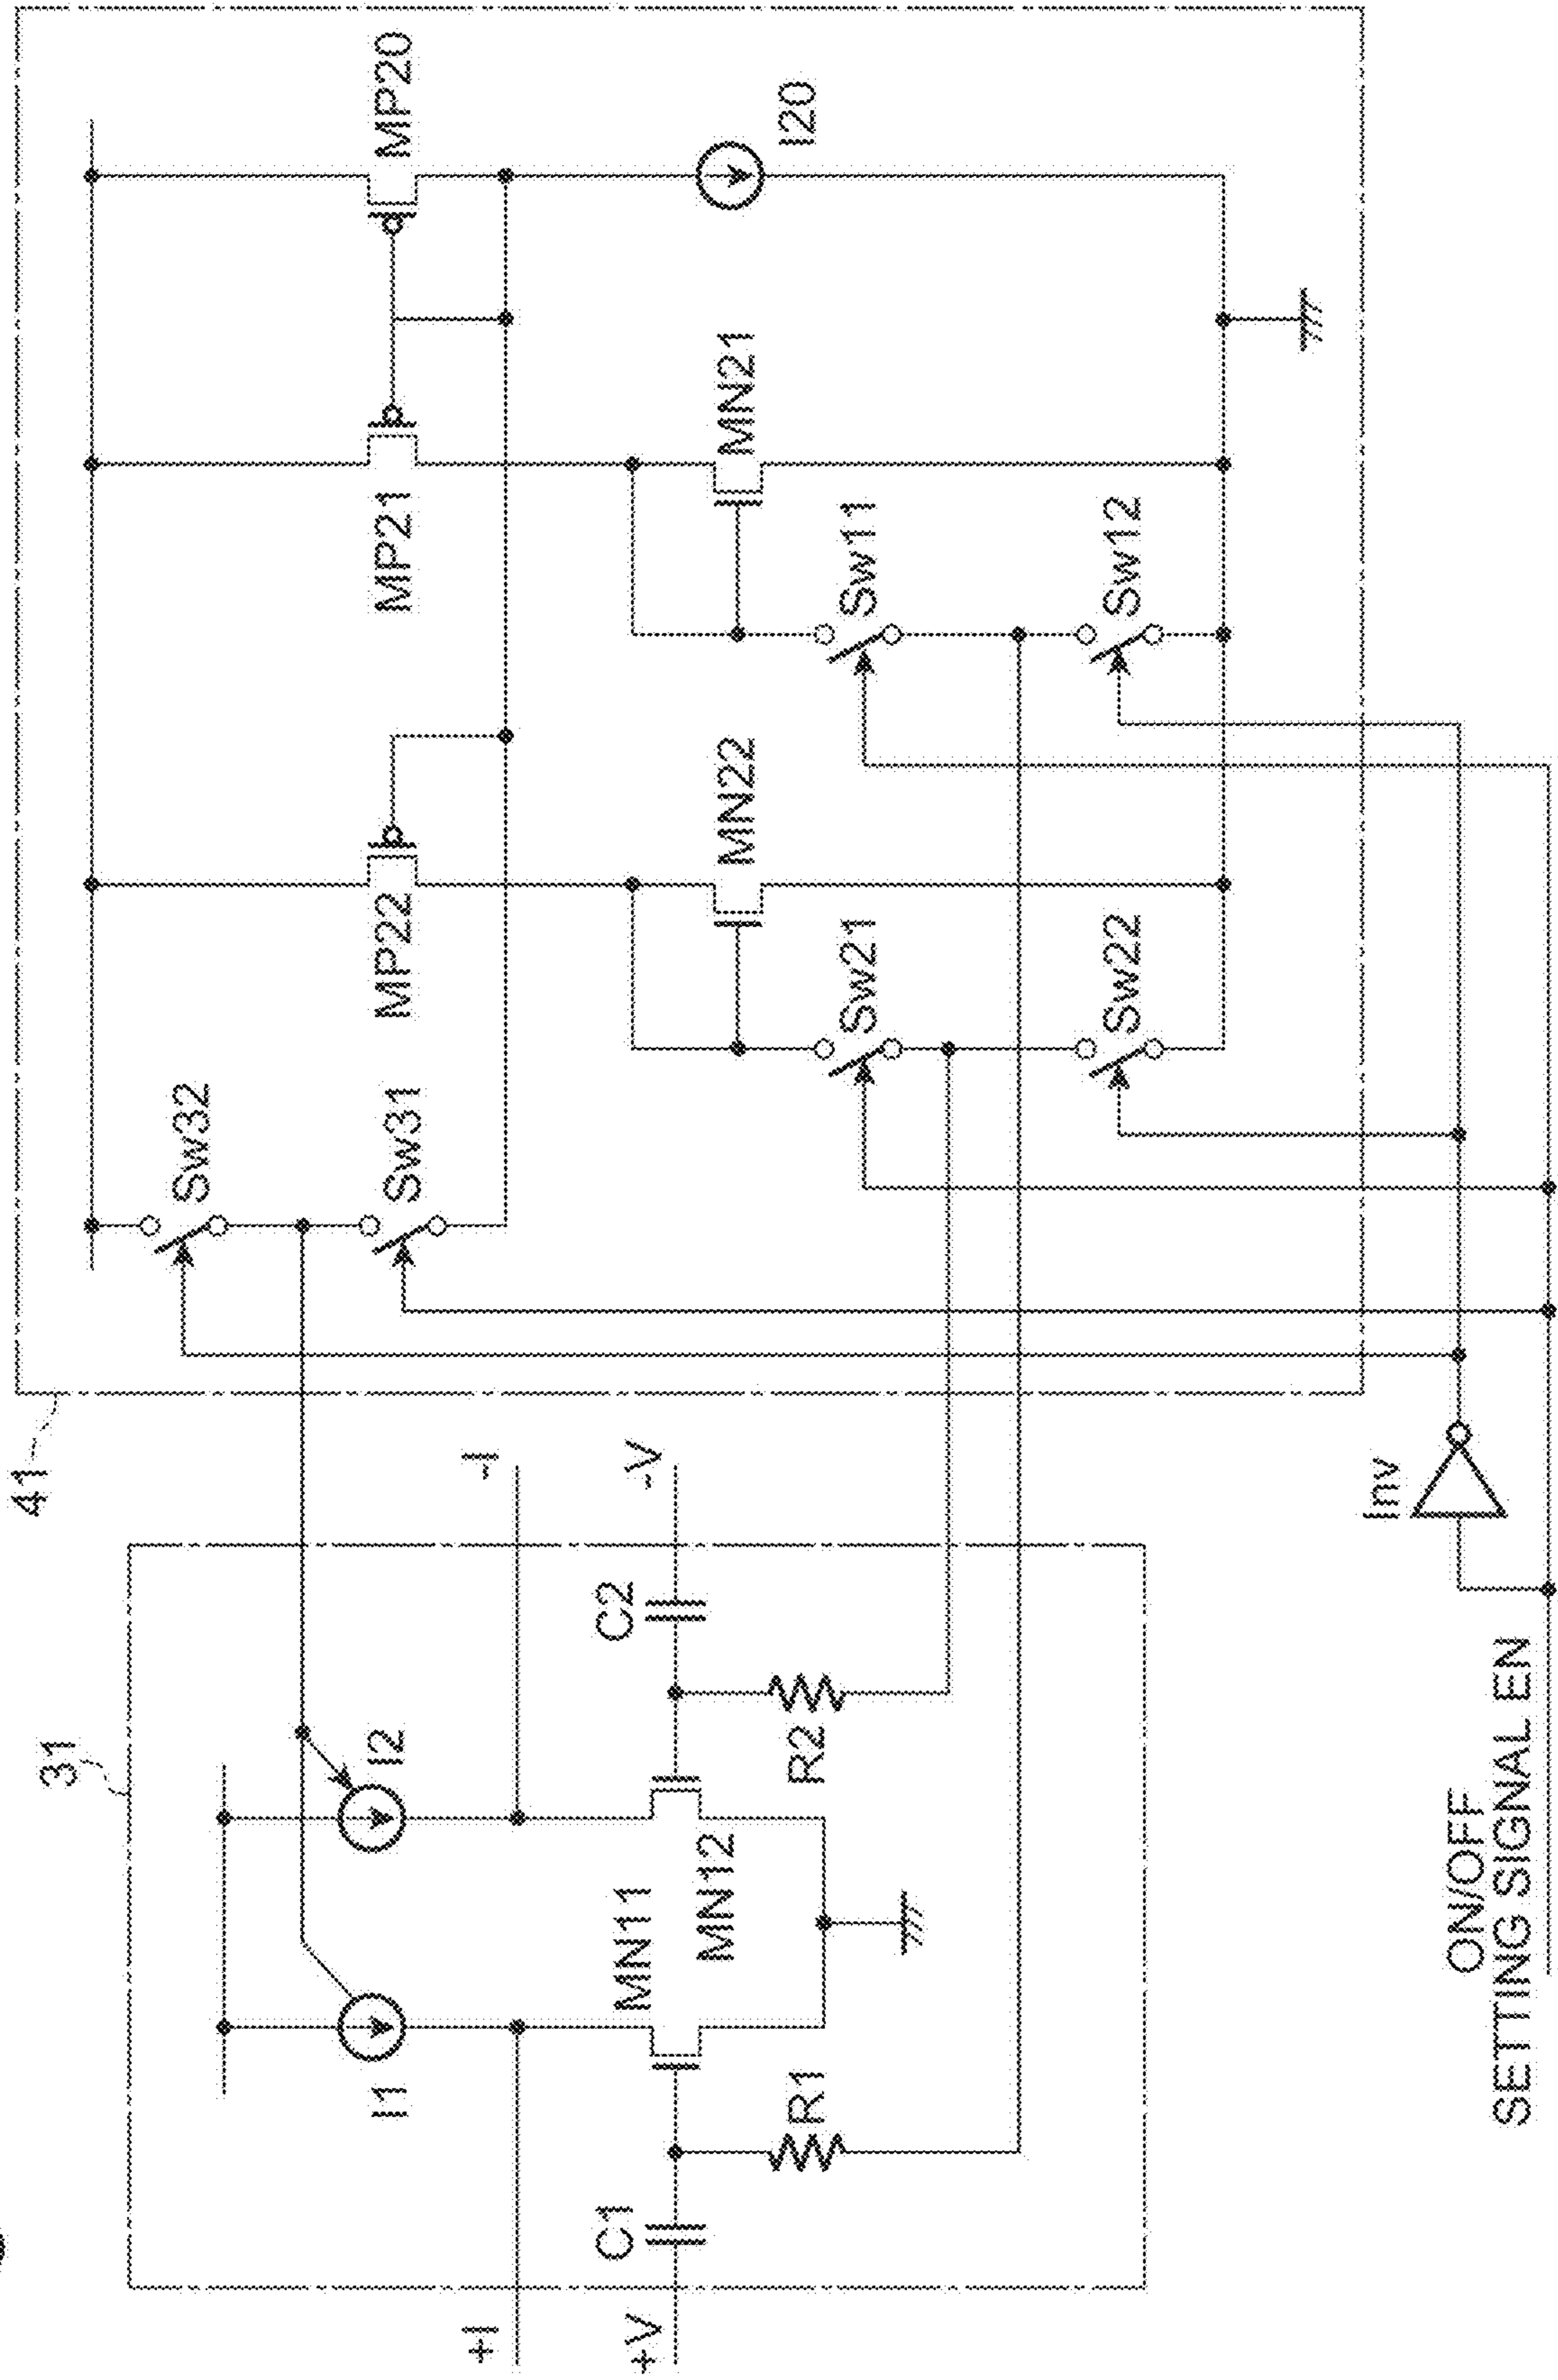 31
41
I1
I2
+I
-I
+V
-V
C1
C2
MN11
MN12
R1
R2
Sw32
Sw31
MP22
MP21
MP20
MN22
MN21
I20
Sw21
Sw11
Sw22
Sw12
Inv
ON/OFF
SETTING SIGNAL EN